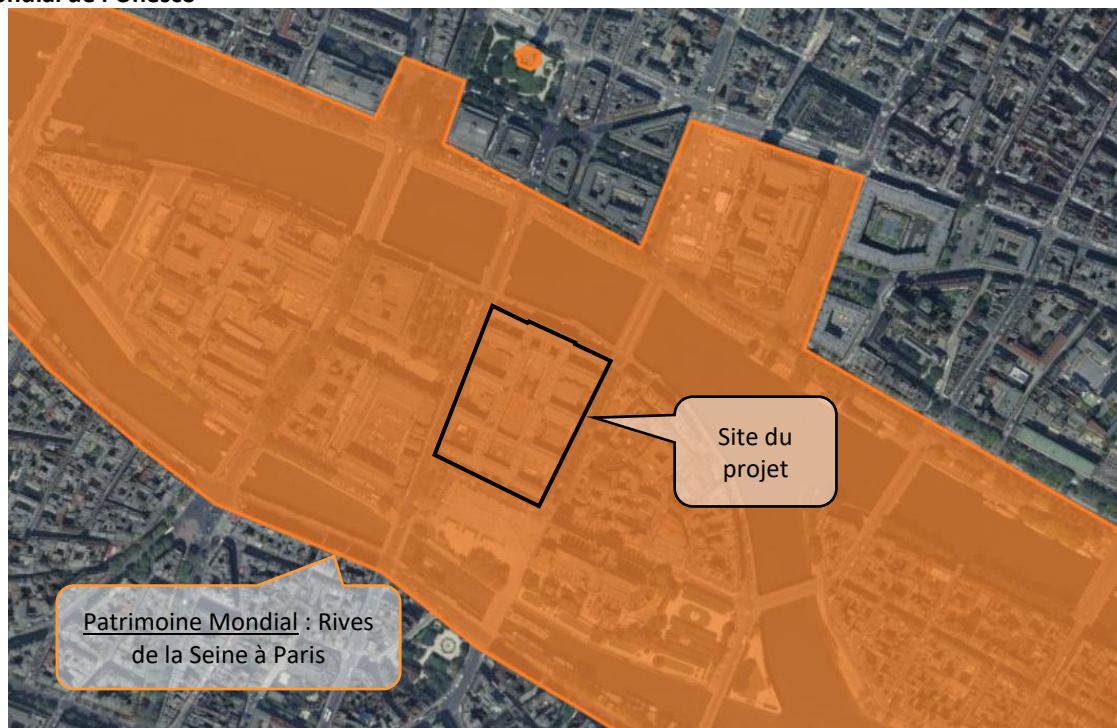 Site du
projet
Patrimoine Mondial : Rives
de la Seine à Paris